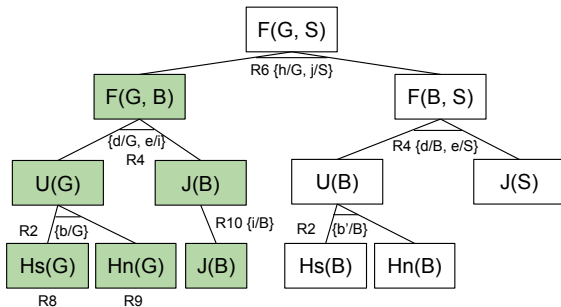 F(G, S)
R6 {h/G, j/S}
F(G, B)
F(B, S)
{d/G, e/i}
R4
R4 {d/B, e/S}
U(G)
J(B)
U(B)
J(S)
R2
{b/G}
R10 {i/B}
R2
{b'/B}
Hs(G)
Hn(G)
J(B)
Hs(B)
Hn(B)
R8
R9